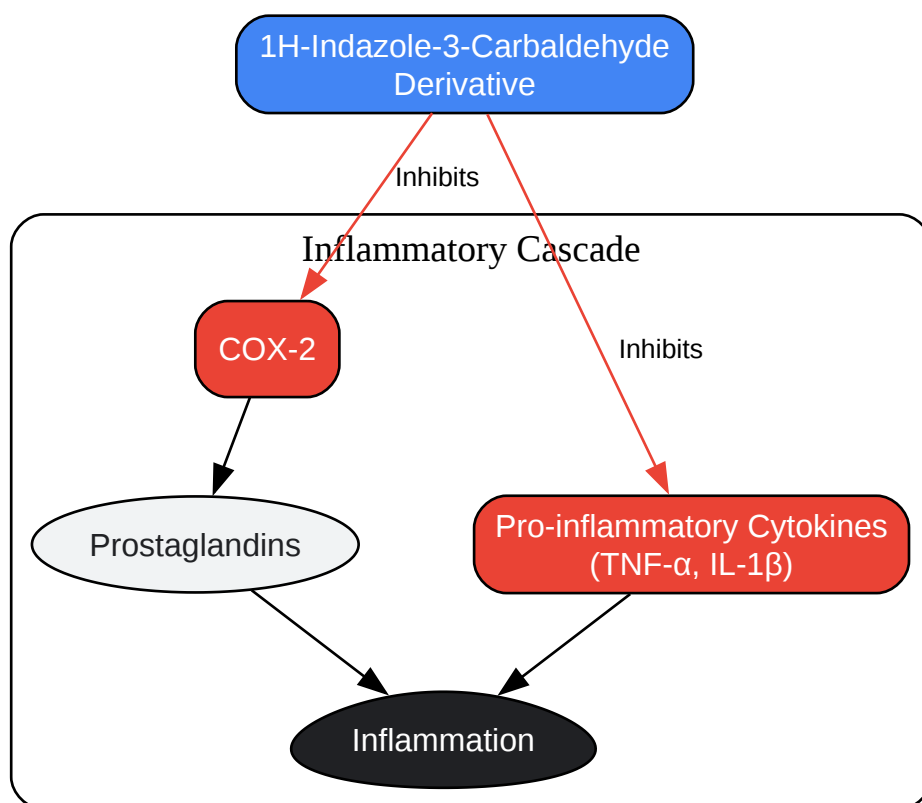 1H-Indazole-3-Carbaldehyde
Derivative
Inhibits
Inflammatory Cascade
COX-2
Inhibits
Prostaglandins
Pro-inflammatory Cytokines
(TNF-α, IL-1β)
Inflammation